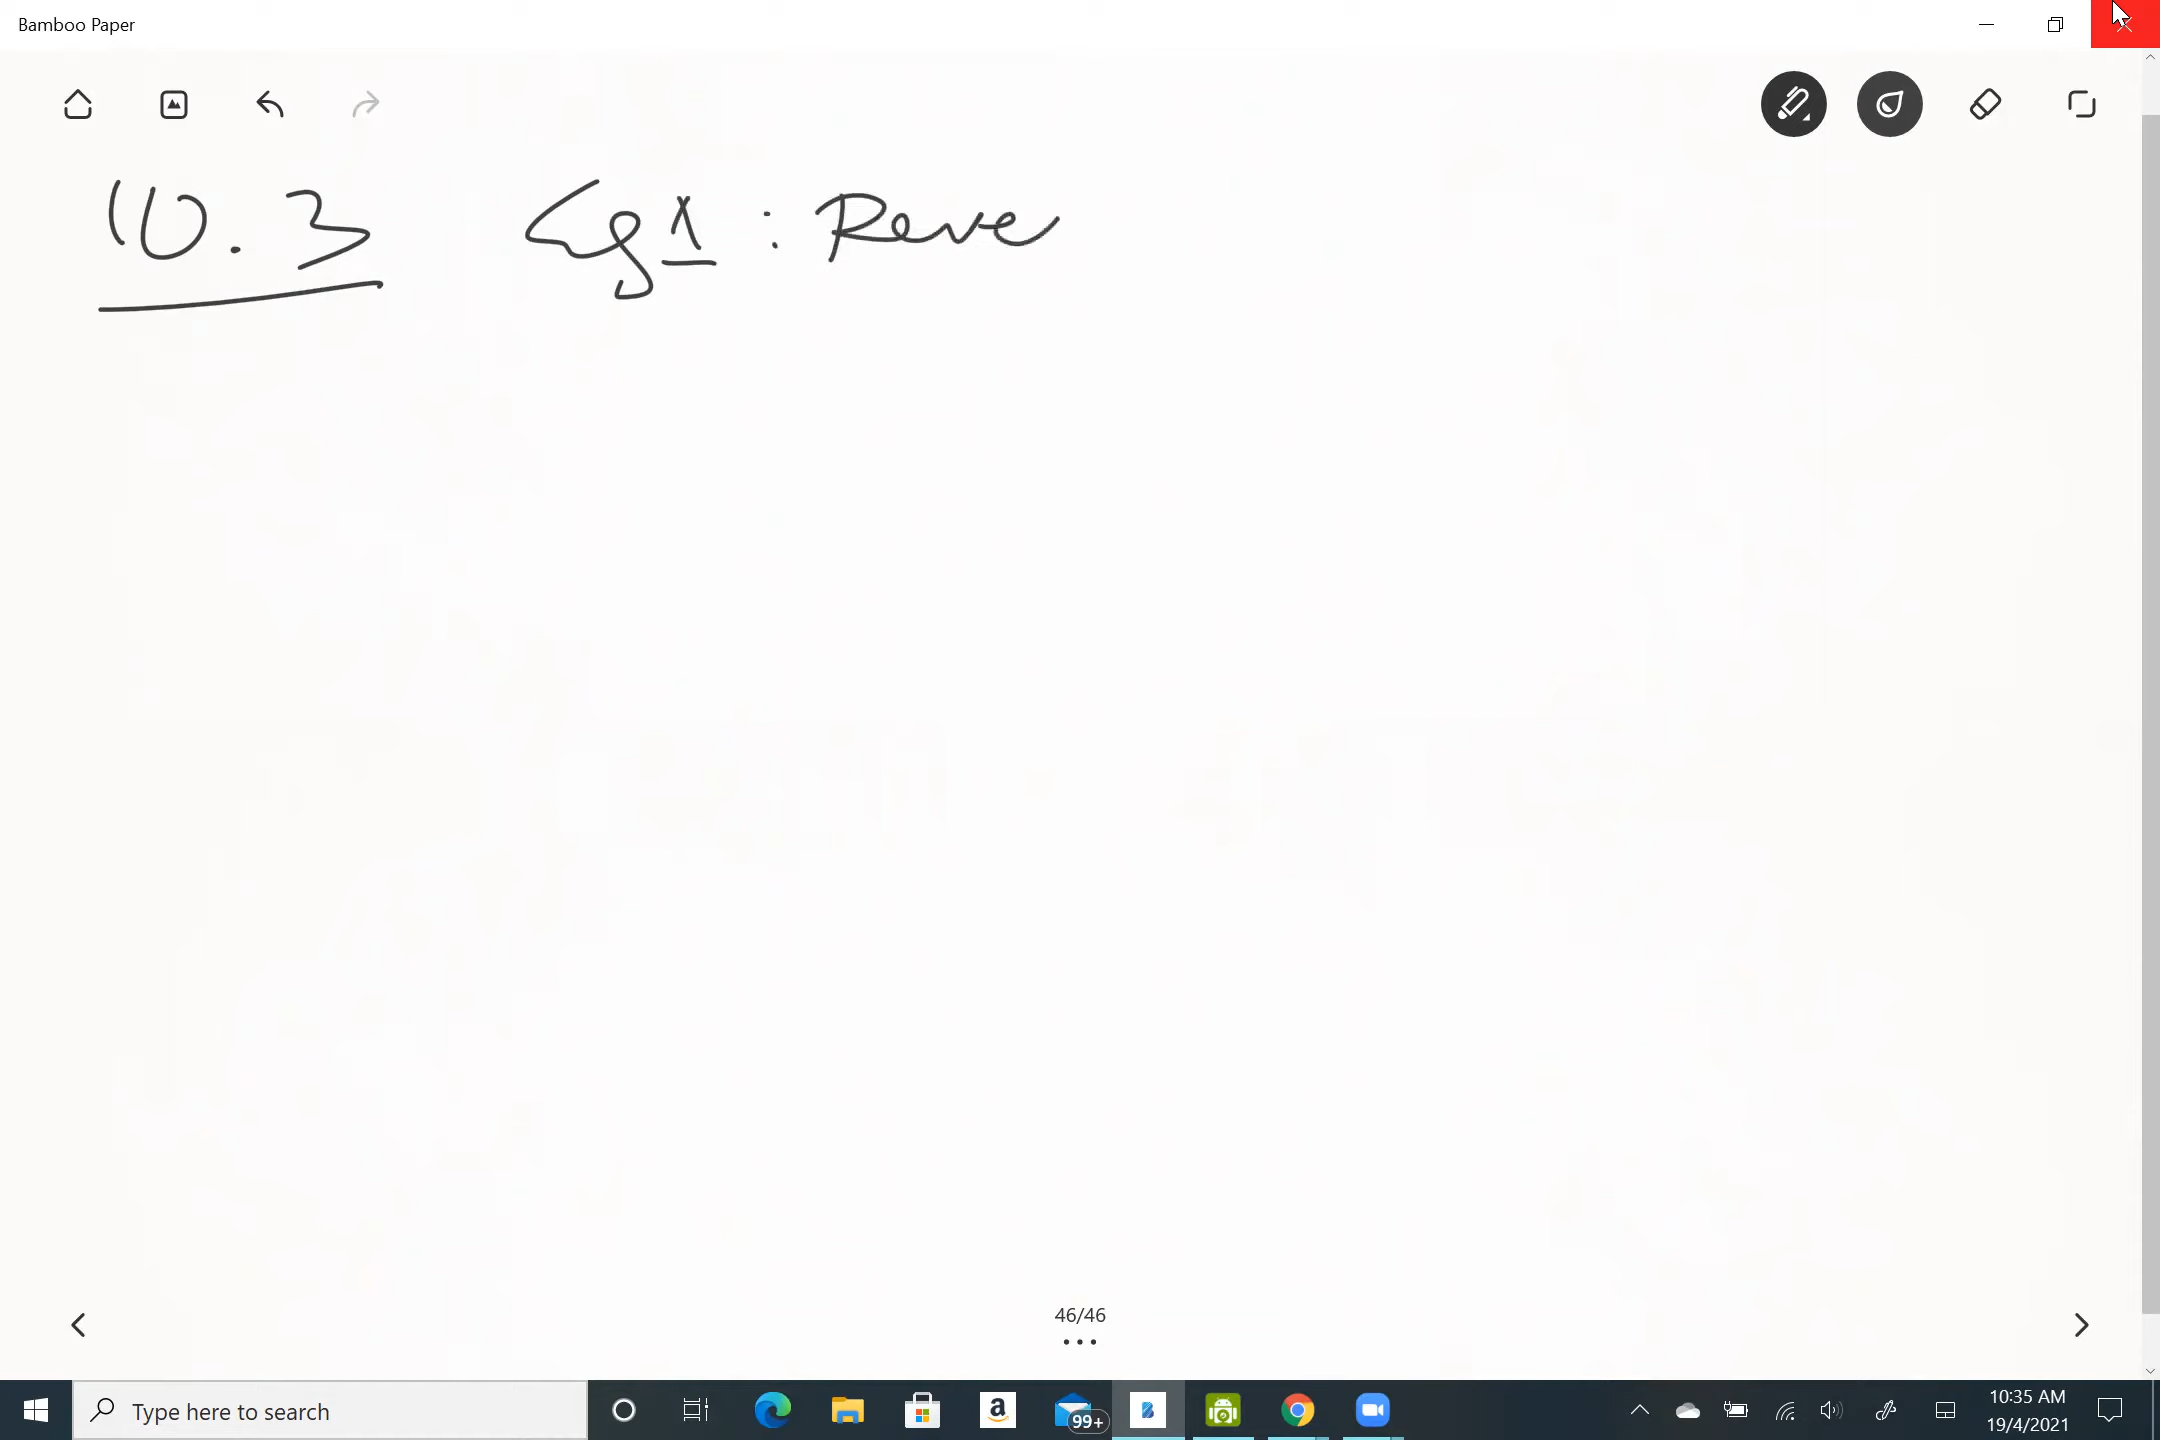 Bamboo Paper
10.3 Eg 1 : Reve
46/46
Type here to search
99+
10:35 AM
19/4/2021